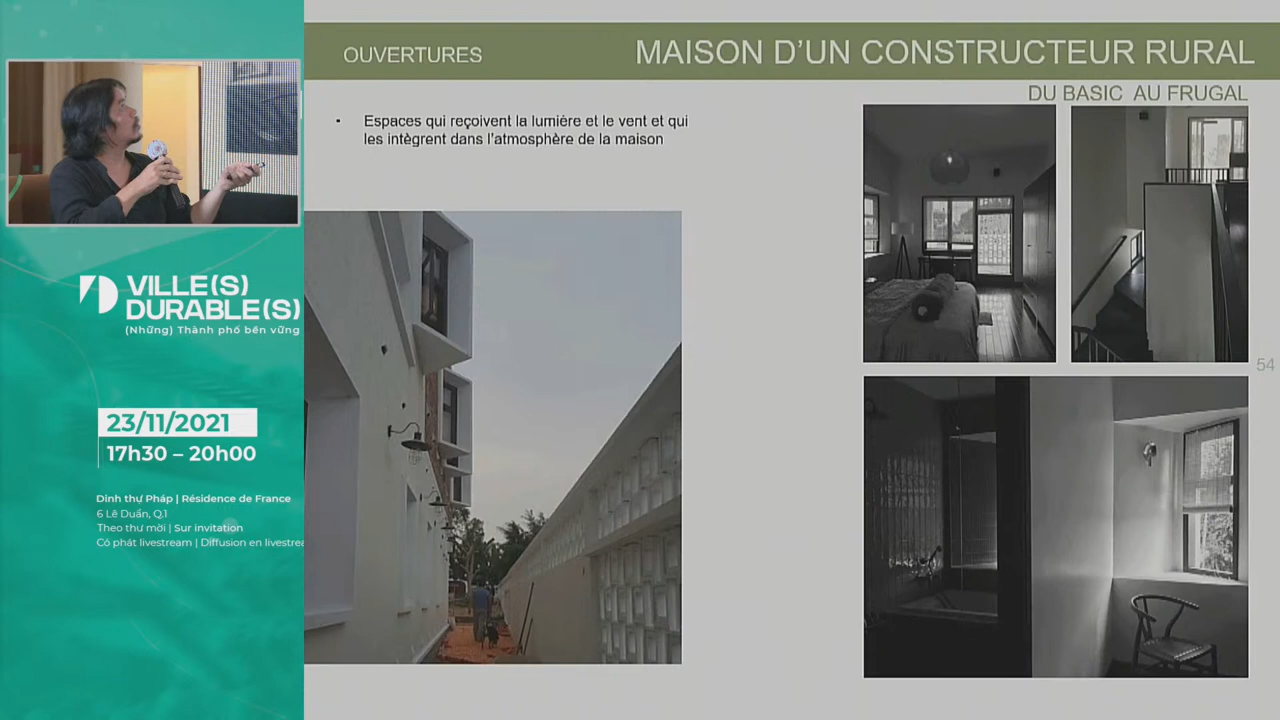 VILLE(S)
DURABLE(S)
(Những) Thành phố bền vững
23/11/2021
17h30 – 20h00
Dinh thự Pháp | Résidence de France
6 Lê Duẩn, Q.1
Theo thư mời | Sur invitation
Có phát livestream | Diffusion en livestrea
OUVERTURES
MAISON D'UN CONSTRUCTEUR RURAL
DU BASIC AU FRUGAL
• Espaces qui reçoivent la lumière et le vent et qui
les intègrent dans l'atmosphère de la maison
54